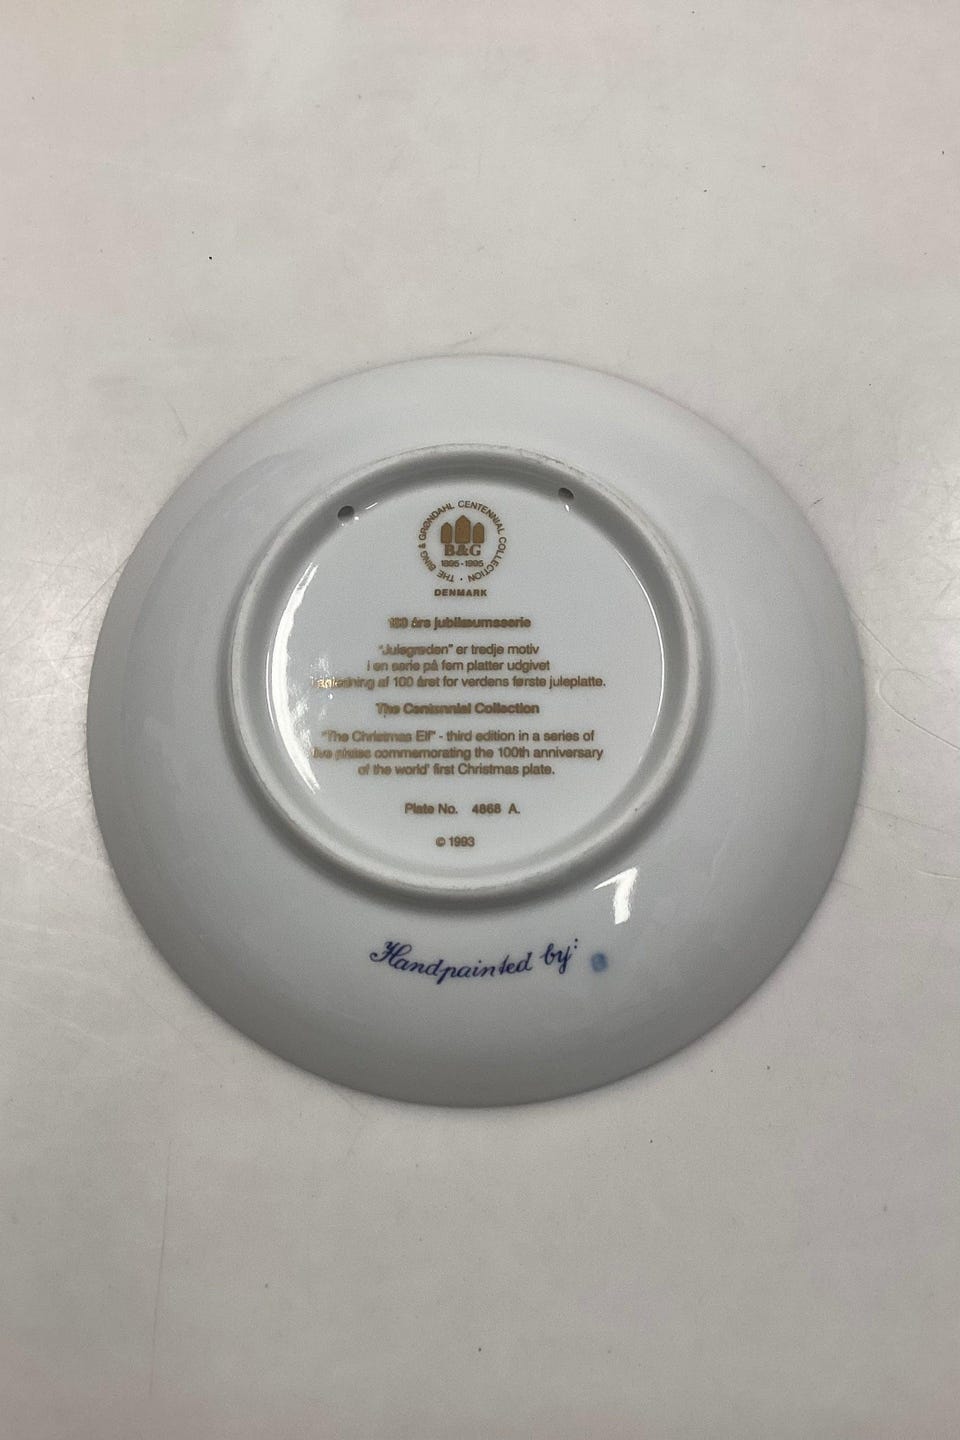 THE BING & GRØNDAHL CENTENNIAL COLLECTION
B&G
1895-1995
DENMARK
100 års jubilæumsserie
"Julegrøden" er tredje motiv
i en serie på fem platter udgivet
i anledning af 100 året for verdens første juleplatte.
The Centennial Collection
"The Christmas Elf" - third edition in a series of
five plates commemorating the 100th anniversary
of the world' first Christmas plate.
Plate No. 4868 A.
© 1993
Handpainted by: